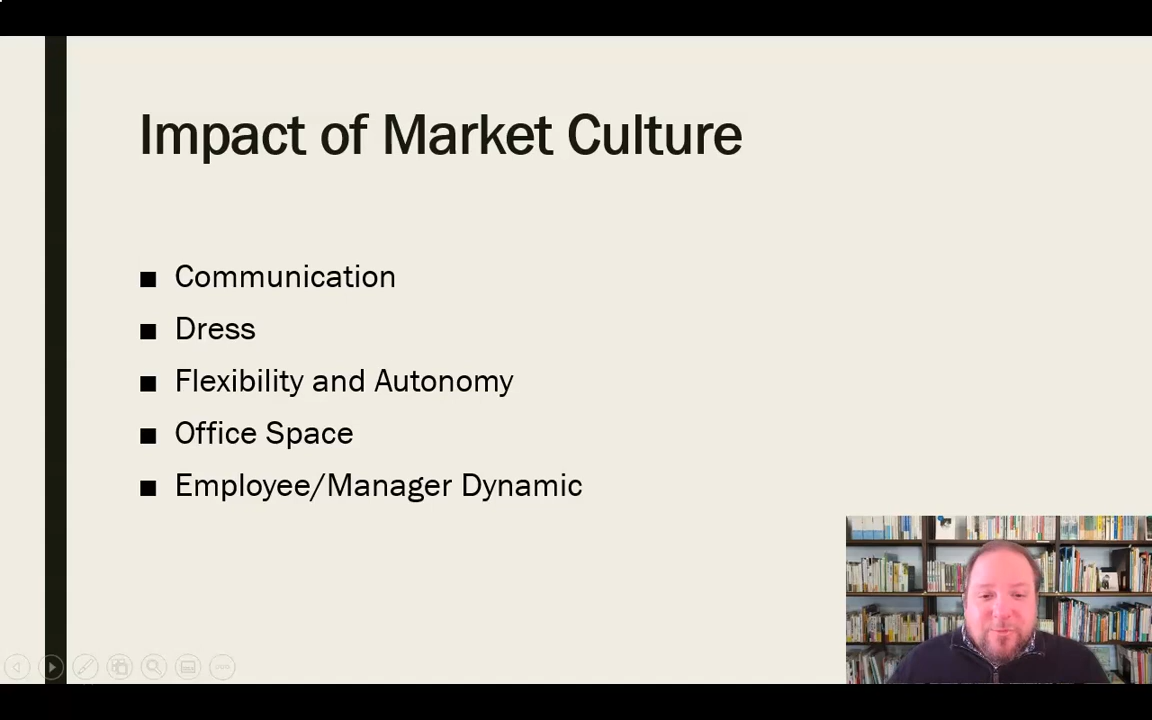 Impact of Market Culture
■ Communication
■ Dress
■ Flexibility and Autonomy
■ Office Space
■ Employee/Manager Dynamic